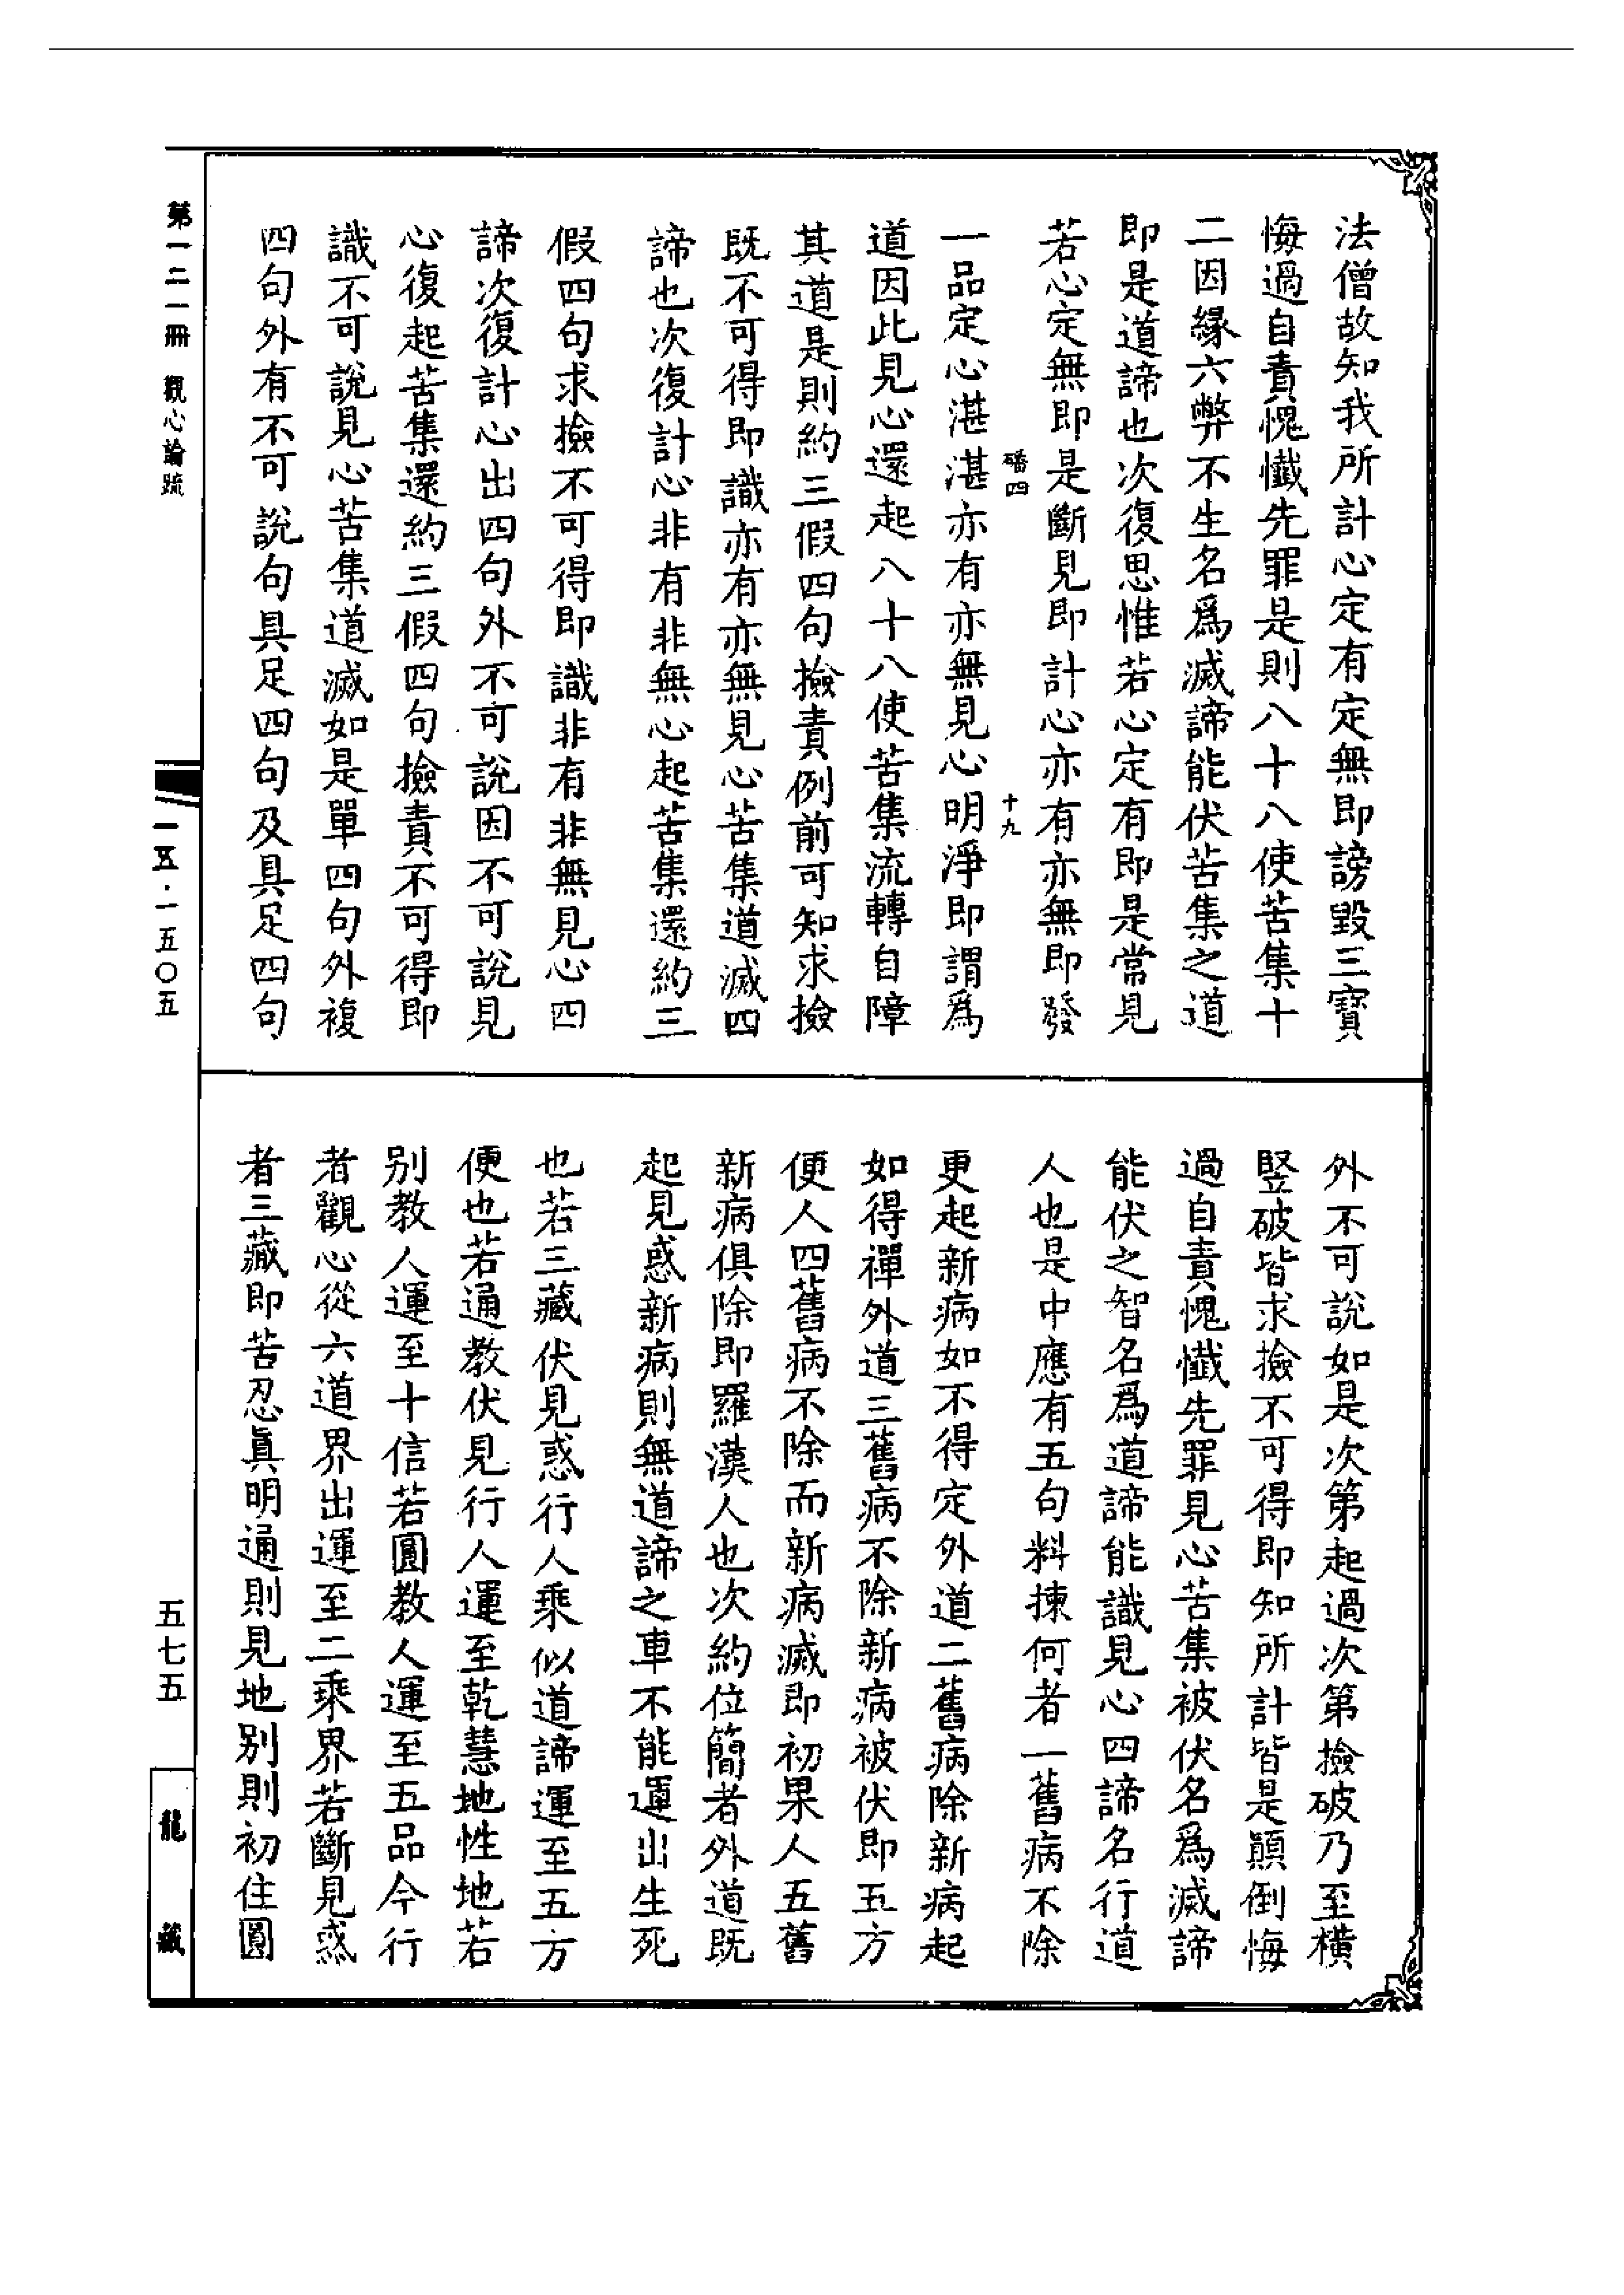 法僧故知我所計心定有定無即謗毀三寶
悔過自責愧懺先罪是則八十八使苦集十
二因緣六弊不生名爲滅諦能伏苦集之道
即是道諦也次復思惟若心定有即是常見
若心定無即是斷見即計心亦有亦無即發
磻四
十九
一品定心湛湛亦有亦無見心明淨即謂爲
道因此見心還起八十八使苦集流轉自障
其道是則約三假四句撿責例前可知求撿
既不可得即識亦有亦無見心苦集道滅四
諦也次復計心非有非無心起苦集還約三
假四句求撿不可得即識非有非無見心四
諦次復計心出四句外不可說因不可說見
心復起苦集還約三假四句撿責不可得即
識不可說見心苦集道滅如是單四句外複
四句外有不可說句具足四句及具足四句
外不可說如是次第起過次第撿破乃至橫
竪破皆求撿不可得即知所計皆是顛倒悔
過自責愧懺先罪見心苦集被伏名爲滅諦
能伏之智名爲道諦能識見心四諦名行道
人也是中應有五句料揀何者一舊病不除
更起新病如不得定外道二舊病除新病起
如得禪外道三舊病不除新病被伏即五方
便人四舊病不除而新病滅即初果人五舊
新病俱除即羅漢人也次約位簡者外道既
起見惑新病則無道諦之車不能運出生死
也若三藏伏見惑行人乘似道諦運至五方
便也若通教伏見行人運至乾慧地性地若
別教人運至十信若圓教人運至五品今行
者觀心從六道界出運至二乘界若斷見惑
者三藏即苦忍眞明通則見地別則初住圓
第一二一冊 觀心論疏
一五·一五〇五
五七五
龍藏